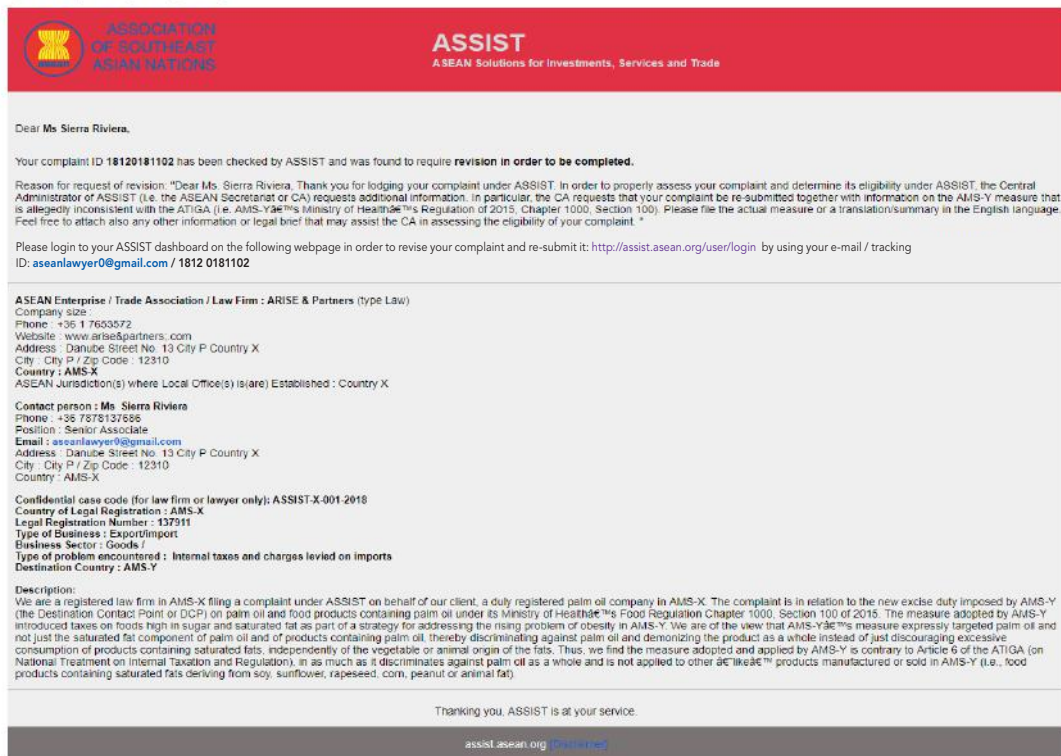 ASSOCIATION
OF SOUTHEAST
ASIAN NATIONS
ASSIST
ASEAN Solutions for Investments, Services and Trade
Dear Ms Sierra Riviera,
Your complaint ID 18120181102 has been checked by ASSIST and was found to require revision in order to be completed.
Reason for request of revision: "Dear Ms. Sierra Riviera, Thank you for lodging your complaint under ASSIST. In order to properly assess your complaint and determine its eligibility under ASSIST, the Central
Administrator of ASSIST (i.e. the ASEAN Secretariat or CA) requests additional information. In particular, the CA requests that your complaint be re-submitted together with information on the AMS-Y measure that
is allegedly inconsistent with the ATIGA (i.e. AMS-Yâ€™s Ministry of Healthâ€™s Regulation of 2015, Chapter 1000, Section 100). Please file the actual measure or a translation/summary in the English language.
Feel free to attach also any other information or legal brief that may assist the CA in assessing the eligibility of your complaint. "
Please login to your ASSIST dashboard on the following webpage in order to revise your complaint and re-submit it: http://assist.asean.org/user/login by using your e-mail / tracking
ID: aseanlawyer0@gmail.com / 1812 0181102
ASEAN Enterprise / Trade Association / Law Firm : ARISE & Partners (type Law)
Company size :
Phone : +36 1 7653572
Website : www.arise&partners;.com
Address : Danube Street No. 13 City P Country X
City : City P / Zip Code : 12310
Country : AMS-X
ASEAN Jurisdiction(s) where Local Office(s) is(are) Established : Country X
Contact person : Ms Sierra Riviera
Phone : +36 7878137686
Position : Senior Associate
Email : aseanlawyer0@gmail.com
Address : Danube Street No. 13 City P Country X
City : City P / Zip Code : 12310
Country : AMS-X
Confidential case code (for law firm or lawyer only): ASSIST-X-001-2018
Country of Legal Registration : AMS-X
Legal Registration Number : 137911
Type of Business : Export/import
Business Sector : Goods /
Type of problem encountered : Internal taxes and charges levied on imports
Destination Country : AMS-Y
Description:
We are a registered law firm in AMS-X filing a complaint under ASSIST on behalf of our client, a duly registered palm oil company in AMS-X. The complaint is in relation to the new excise duty imposed by AMS-Y
(the Destination Contact Point or DCP) on palm oil and food products containing palm oil under its Ministry of Healthâ€™s Food Regulation Chapter 1000, Section 100 of 2015. The measure adopted by AMS-Y
introduced taxes on foods high in sugar and saturated fat as part of a strategy for addressing the rising problem of obesity in AMS-Y. We are of the view that AMS-Yâ€™s measure expressly targeted palm oil and
not just the saturated fat component of palm oil and of products containing palm oil, thereby discriminating against palm oil and demonizing the product as a whole instead of just discouraging excessive
consumption of products containing saturated fats, independently of the vegetable or animal origin of the fats. Thus, we find the measure adopted and applied by AMS-Y is contrary to Article 6 of the ATIGA (on
National Treatment on Internal Taxation and Regulation), in as much as it discriminates against palm oil as a whole and is not applied to other â€˜likeâ€™ products manufactured or sold in AMS-Y (i.e., food
products containing saturated fats deriving from soy, sunflower, rapeseed, corn, peanut or animal fat).
Thanking you, ASSIST is at your service.
assist.asean.org [Disclaimer]